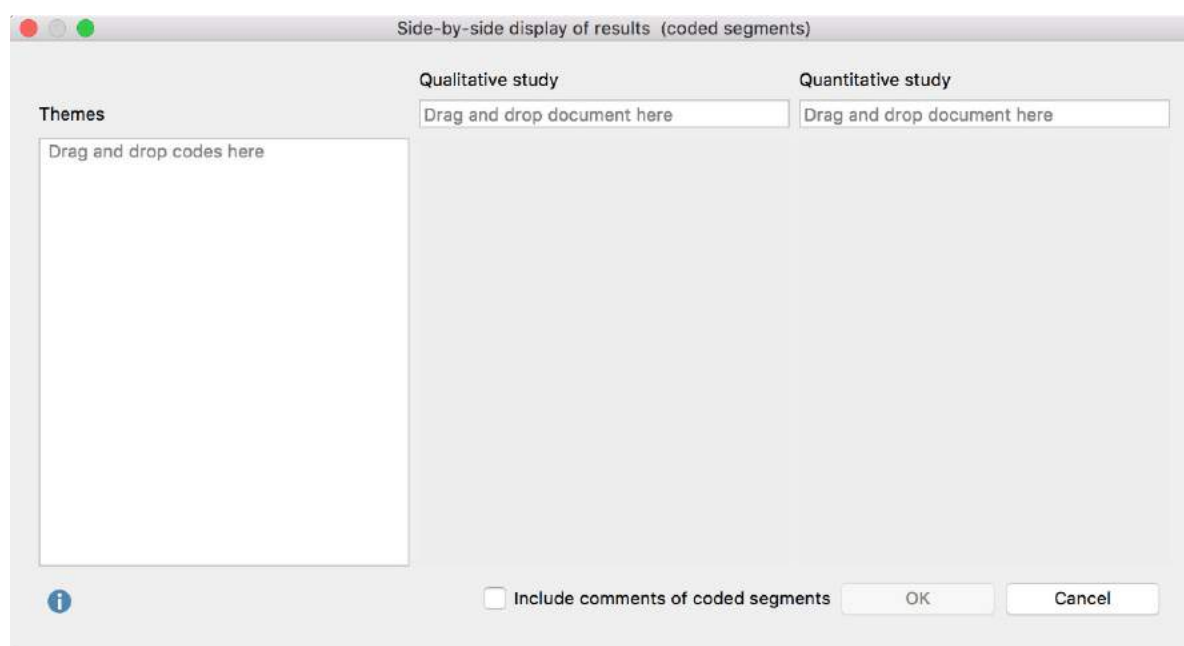 Side-by-side display of results (coded segments)
Qualitative study
Quantitative study
Themes
Drag and drop document here
Drag and drop document here
Drag and drop codes here
i
Include comments of coded segments
OK
Cancel